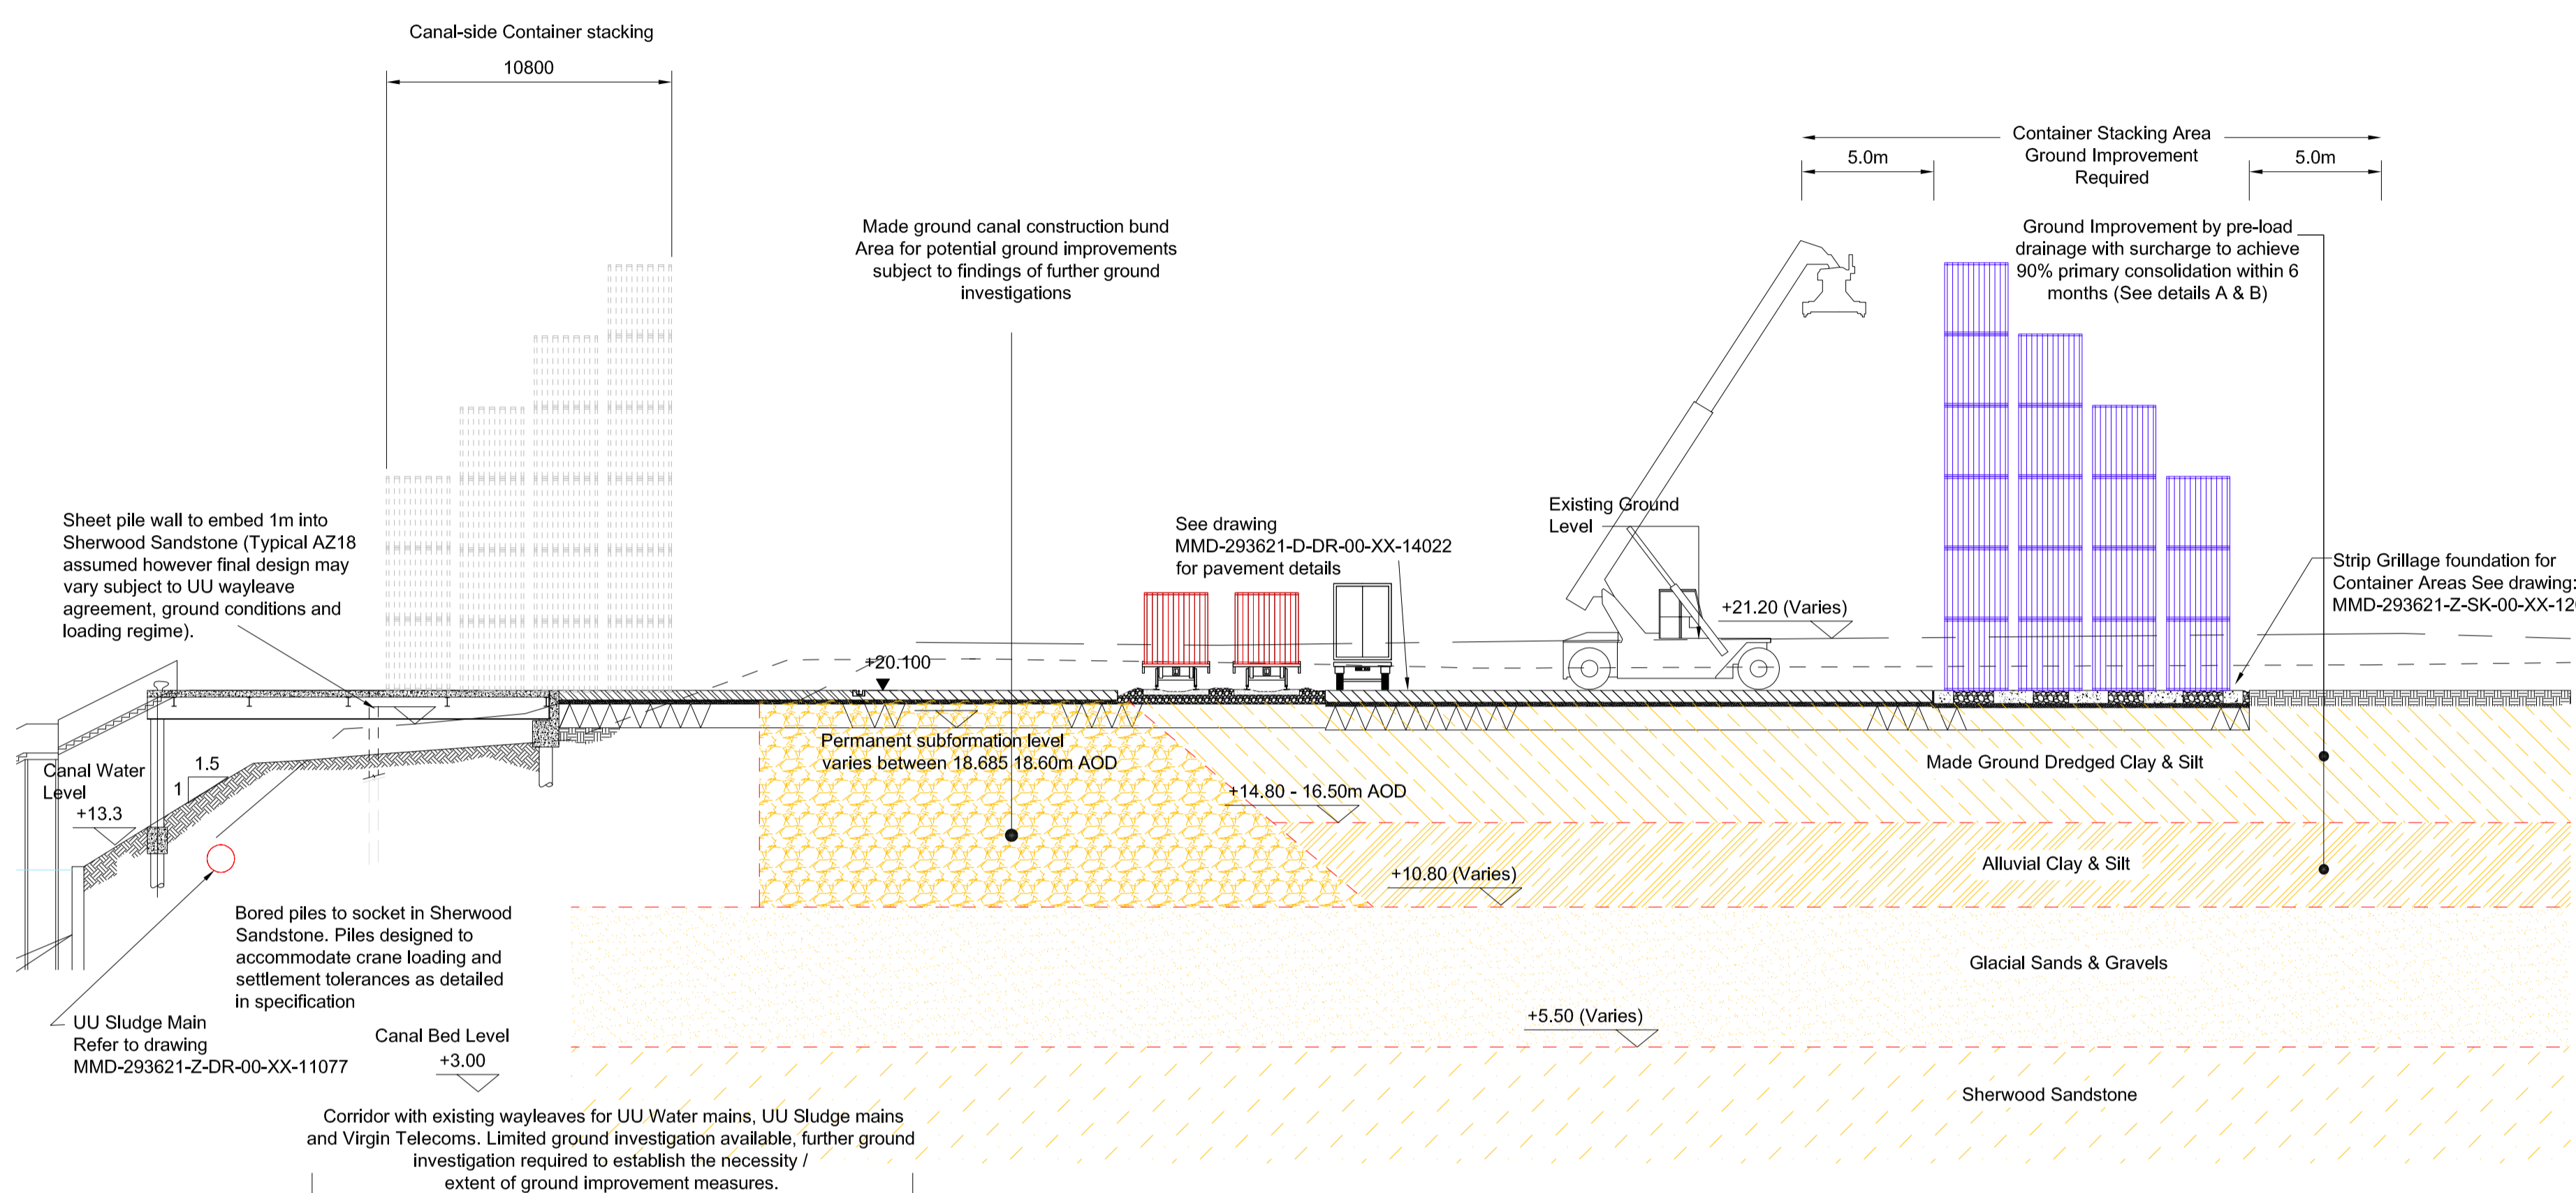 Canal-side Container stacking
10800
Container Stacking Area
Ground Improvement
Required
5.0m
5.0m
Made ground canal construction bund
Area for potential ground improvements
subject to findings of further ground
investigations
Ground Improvement by pre-load
drainage with surcharge to achieve
90% primary consolidation within 6
months (See details A & B)
Sheet pile wall to embed 1m into
Sherwood Sandstone (Typical AZ18
assumed however final design may
vary subject to UU wayleave
agreement, ground conditions and
loading regime).
See drawing
MMD-293621-D-DR-00-XX-14022
for pavement details
Existing Ground
Level
Strip Grillage foundation for
Container Areas See drawing:
MMD-293621-Z-SK-00-XX-12
+21.20 (Varies)
+20.100
Permanent subformation level
varies between 18.685 18.60m AOD
Canal Water
Level
+13.3
1.5
1
Made Ground Dredged Clay & Silt
+14.80 - 16.50m AOD
Alluvial Clay & Silt
+10.80 (Varies)
Bored piles to socket in Sherwood
Sandstone. Piles designed to
accommodate crane loading and
settlement tolerances as detailed
in specification
Glacial Sands & Gravels
UU Sludge Main
Refer to drawing
MMD-293621-Z-DR-00-XX-11077
Canal Bed Level
+3.00
+5.50 (Varies)
Sherwood Sandstone
Corridor with existing wayleaves for UU Water mains, UU Sludge mains
and Virgin Telecoms. Limited ground investigation available, further ground
investigation required to establish the necessity /
extent of ground improvement measures.